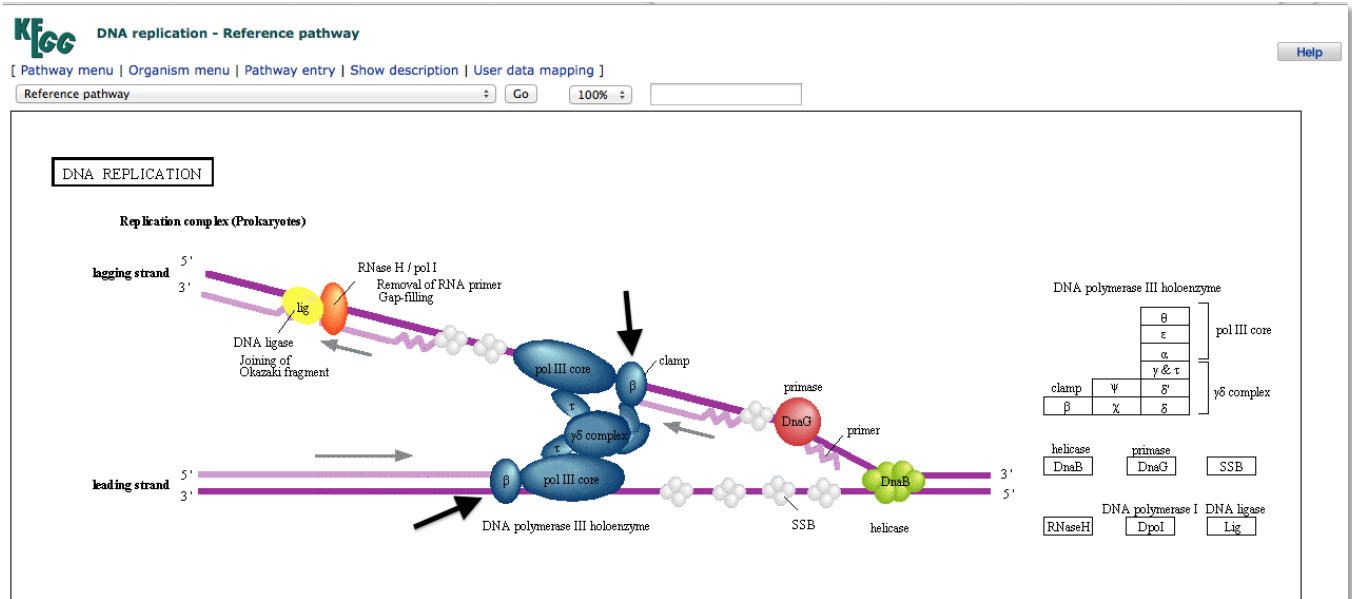 KEGG DNA replication - Reference pathway
Help
[ Pathway menu | Organism menu | Pathway entry | Show description | User data mapping ]
Reference pathway Go 100%
DNA REPLICATION
Replication complex (Prokaryotes)
lagging strand
5'
3'
lig
RNase H / pol I
Removal of RNA primer
Gap-filling
DNA ligase
Joining of
Okazaki fragment
pol III core
β
clamp
τ
γδ complex
τ
primase
DnaG
primer
leading strand
5'
3'
β
pol III core
DnaB
3'
5'
DNA polymerase III holoenzyme
SSB
helicase
DNA polymerase III holoenzyme
θ
ε
α
pol III core
γ & τ
clamp ψ δ'
β χ δ
γδ complex
helicase primase
DnaB DnaG SSB
DNA polymerase I DNA ligase
RNaseH DpoI Lig